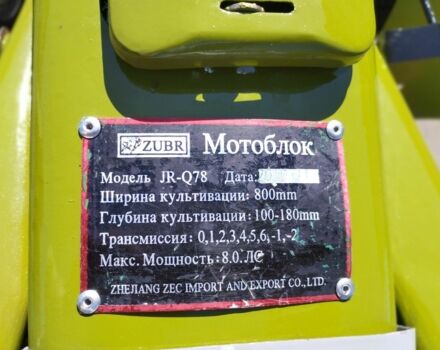 ZUBR Мотоблок
Модель JR-Q78 Дата:
Ширина культивации: 800mm
Глубина культивации: 100-180mm
Трансмиссия: 0,1,2,3,4,5,6,-1,-2
Макс. Мощность: 8.0.ЛС
ZHEJIANG ZEC IMPORT AND EXPORT CO.,LTD.